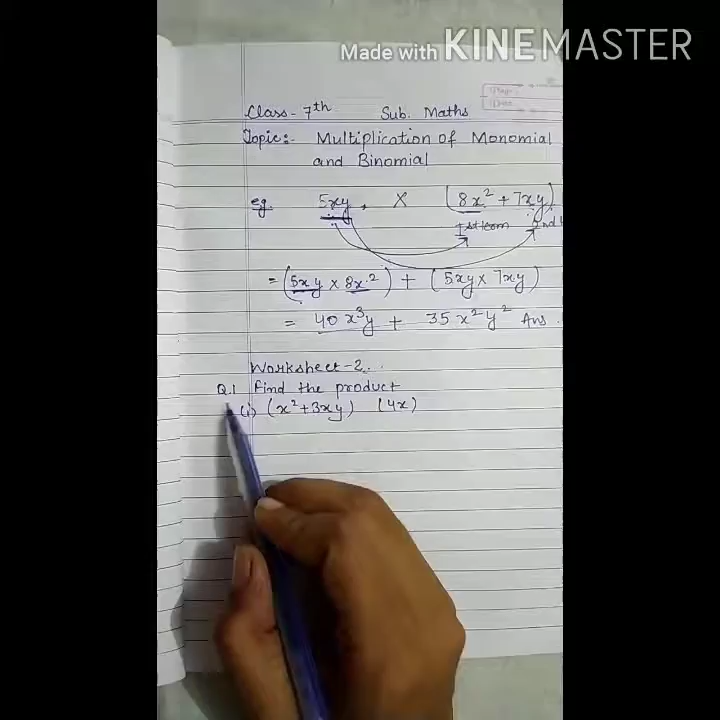 Made with KINEMASTER
Class- 7th Sub. Maths
Topic:- Multiplication of Monomial
and Binomial
eg. 5xy, X (8x² + 7xy)
1st term 2nd
= (5xy × 8x²) + (5xy × 7xy)
= 40x³y + 35x²y² Ans.
Worksheet-2.
Q.1 Find the product
(i) (x²+3xy) (4x)